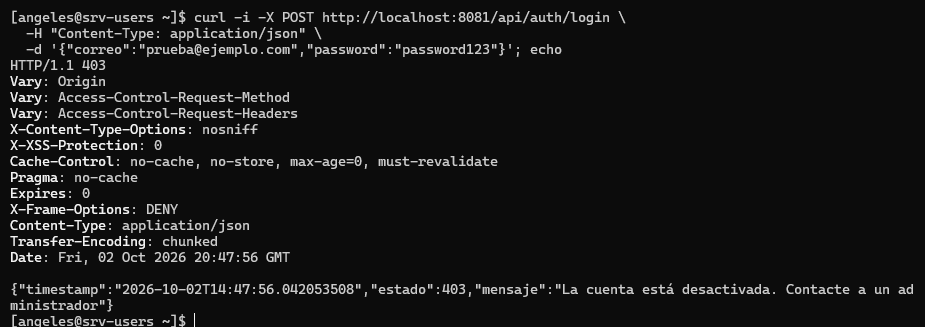 [angeles@srv-users ~]$ curl -i -X POST http://localhost:8081/api/auth/login \
  -H "Content-Type: application/json" \
  -d '{"correo":"prueba@ejemplo.com","password":"password123"}'; echo
HTTP/1.1 403
Vary: Origin
Vary: Access-Control-Request-Method
Vary: Access-Control-Request-Headers
X-Content-Type-Options: nosniff
X-XSS-Protection: 0
Cache-Control: no-cache, no-store, max-age=0, must-revalidate
Pragma: no-cache
Expires: 0
X-Frame-Options: DENY
Content-Type: application/json
Transfer-Encoding: chunked
Date: Fri, 02 Oct 2026 20:47:56 GMT

{"timestamp":"2026-10-02T14:47:56.042053508","estado":403,"mensaje":"La cuenta está desactivada. Contacte a un ad
ministrador"}
[angeles@srv-users ~]$